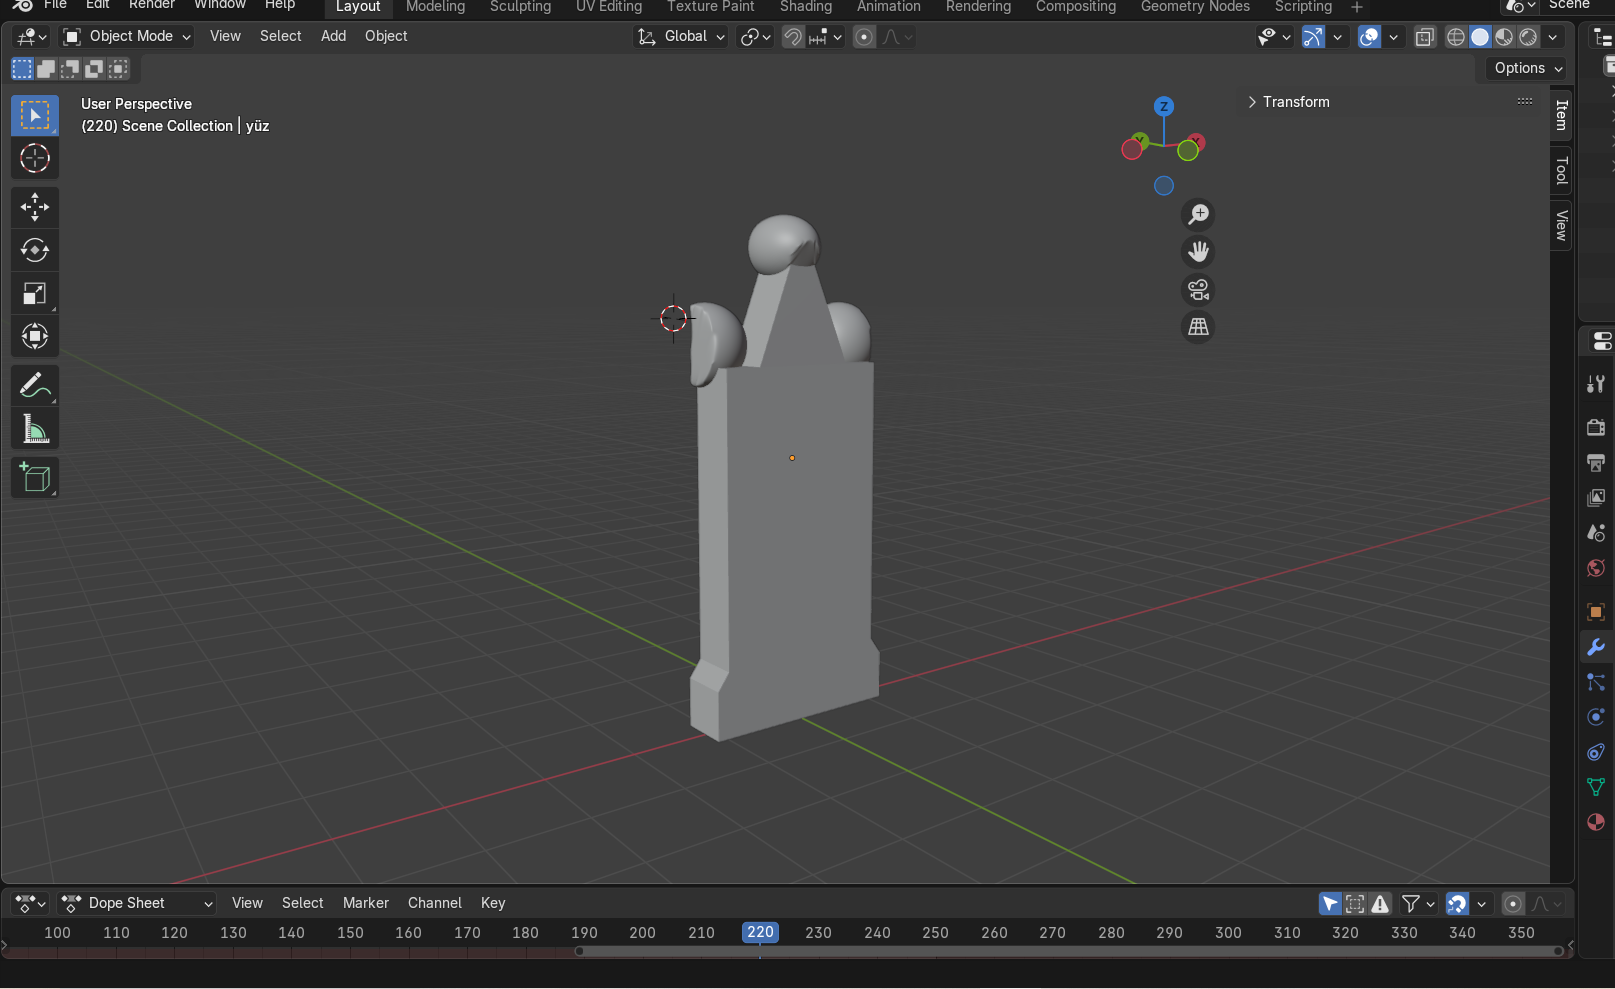 File Edit Render Window Help Layout Modeling Sculpting UV Editing Texture Paint Shading Animation Rendering Compositing Geometry Nodes Scripting + Scene
Object Mode View Select Add Object Global
Options
User Perspective
(220) Scene Collection | yüz
Transform
Z
Y
X
Item
Tool
View
Dope Sheet View Select Marker Channel Key
100 110 120 130 140 150 160 170 180 190 200 210 220 230 240 250 260 270 280 290 300 310 320 330 340 350